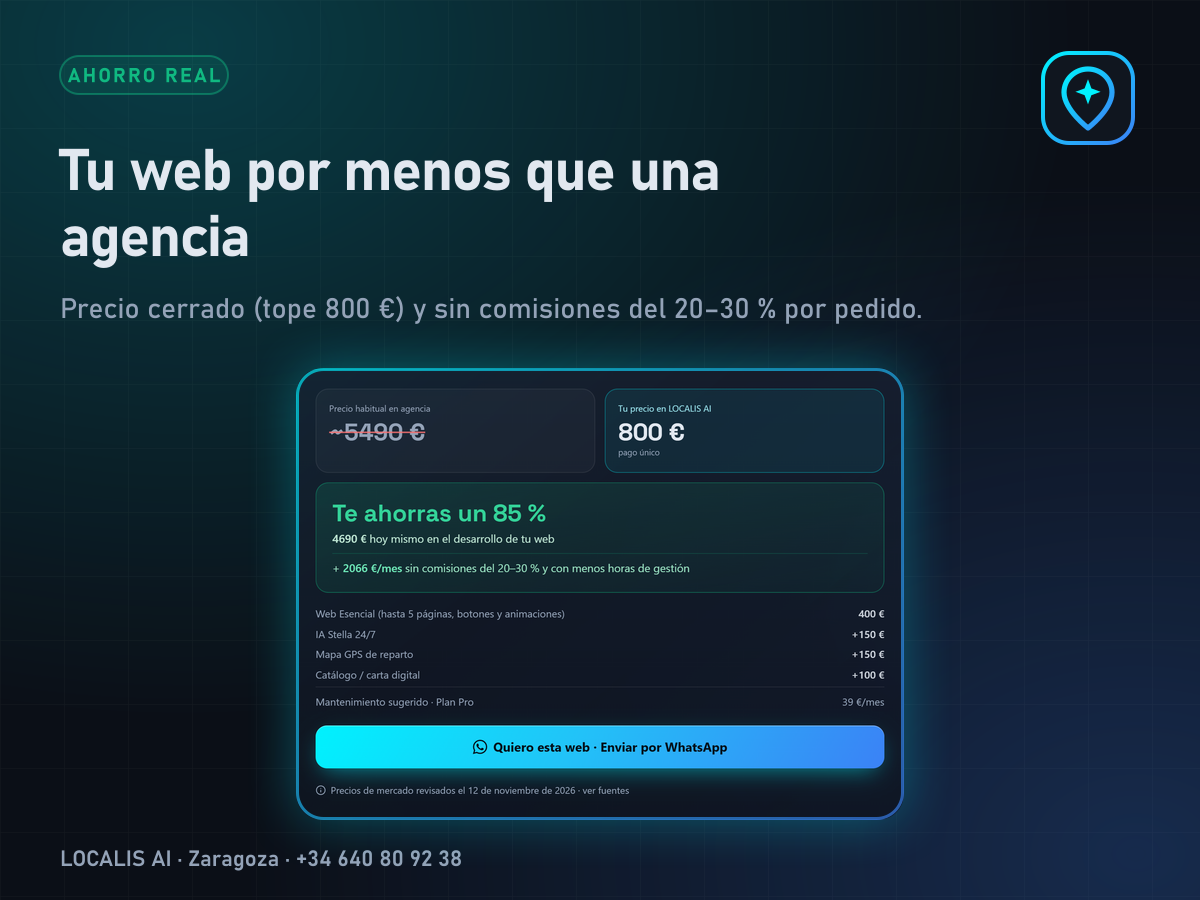 AHORRO REAL
Tu web por menos que una
agencia
Precio cerrado (tope 800 €) y sin comisiones del 20–30 % por pedido.
Precio habitual en agencia
~5490 €
Tu precio en LOCALIS AI
800 €
pago único
Te ahorras un 85 %
4690 € hoy mismo en el desarrollo de tu web
+ 2066 €/mes sin comisiones del 20–30 % y con menos horas de gestión
Web Esencial (hasta 5 páginas, botones y animaciones) 400 €
IA Stella 24/7 +150 €
Mapa GPS de reparto +150 €
Catálogo / carta digital +100 €
Mantenimiento sugerido · Plan Pro 39 €/mes
Quiero esta web · Enviar por WhatsApp
Precios de mercado revisados el 12 de noviembre de 2026 · ver fuentes
LOCALIS AI · Zaragoza · +34 640 80 92 38